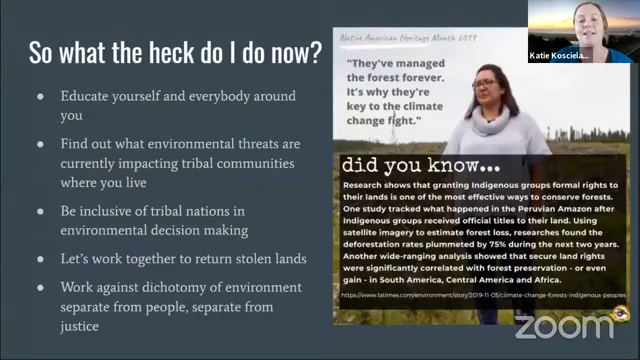 So what the heck do I do now?
● Educate yourself and everybody around
you
● Find out what environmental threats are
currently impacting tribal communities
where you live
● Be inclusive of tribal nations in
environmental decision making
● Let's work together to return stolen lands
● Work against dichotomy of environment
separate from people, separate from
justice
Native American Heritage Month 2019
"They've managed
the forest forever.
It's why they're
key to the climate
change fight."
did you know...
Research shows that granting Indigenous groups formal rights to
their lands is one of the most effective ways to conserve forests.
One study tracked what happened in the Peruvian Amazon after
Indigenous groups received official titles to their land. Using
satellite imagery to estimate forest loss, researchers found the
deforestation rates plummeted by 75% during the next two years.
Another wide-ranging analysis showed that secure land rights
were significantly correlated with forest preservation - or even
gain - in South America, Central America and Africa.
https://www.latimes.com/environment/story/2019-11-05/climate-change-forests-indigenous-peoples
Katie Kosciela...
zoom